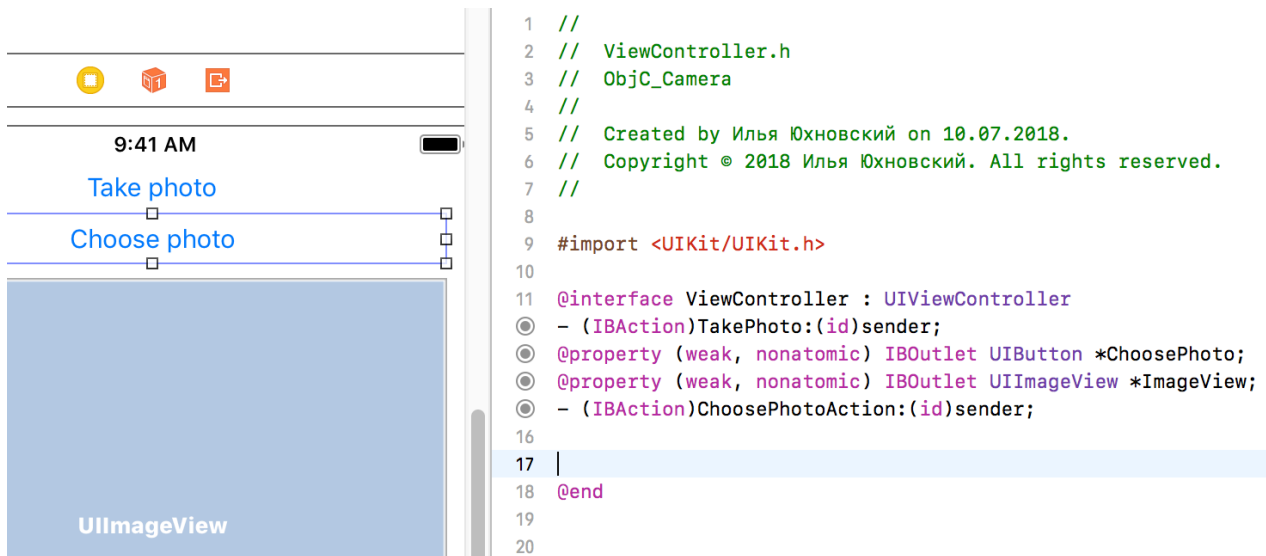 9:41 AM
Take photo
Choose photo
UIImageView
1 //
2 //  ViewController.h
3 //  ObjC_Camera
4 //
5 //  Created by Илья Юхновский on 10.07.2018.
6 //  Copyright © 2018 Илья Юхновский. All rights reserved.
7 //
8
9 #import <UIKit/UIKit.h>
10
11 @interface ViewController : UIViewController
- (IBAction)TakePhoto:(id)sender;
@property (weak, nonatomic) IBOutlet UIButton *ChoosePhoto;
@property (weak, nonatomic) IBOutlet UIImageView *ImageView;
- (IBAction)ChoosePhotoAction:(id)sender;
16
17
18 @end
19
20